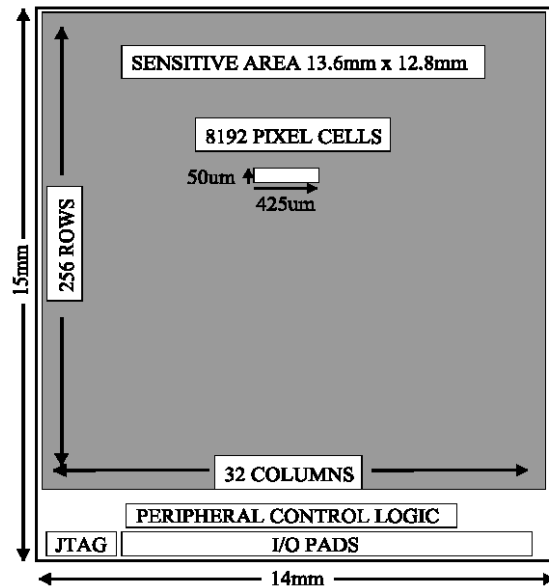 SENSITIVE AREA 13.6mm x 12.8mm
8192 PIXEL CELLS
50um
425um
256 ROWS
15mm
32 COLUMNS
PERIPHERAL CONTROL LOGIC
JTAG
I/O PADS
14mm